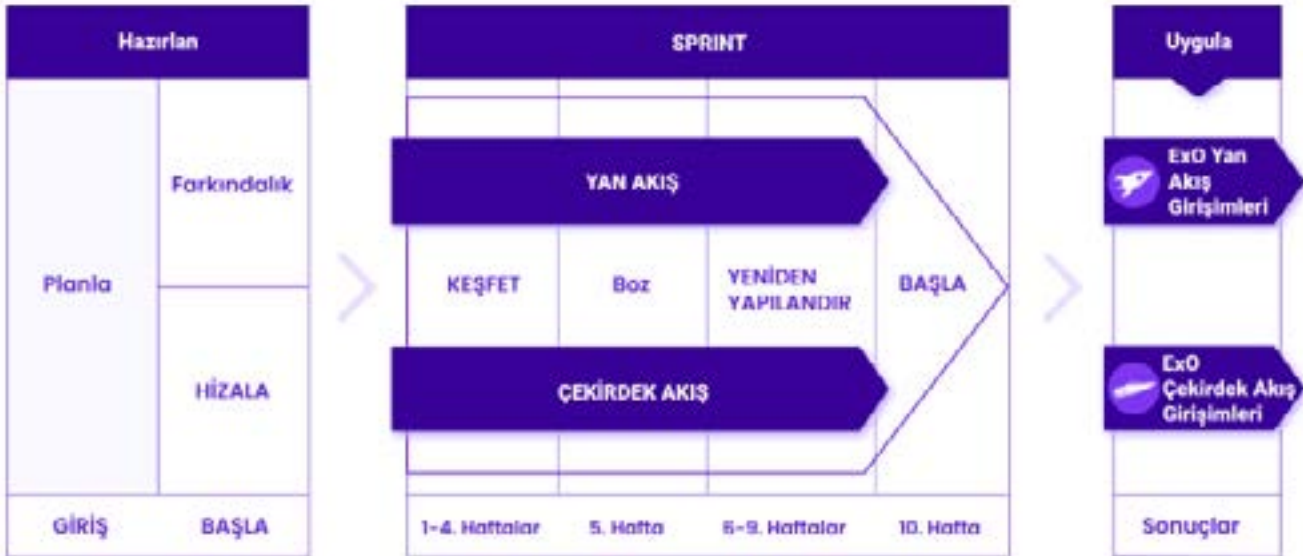 Hazırlan
SPRINT
Uygula
Planla
Farkındalık
HİZALA
YAN AKIŞ
KEŞFET
Boz
YENİDEN
YAPILANDIR
BAŞLA
ÇEKİRDEK AKIŞ
ExO Yan
Akış
Girişimleri
ExO
Çekirdek Akış
Girişimleri
GİRİŞ
BAŞLA
1-4. Haftalar
5. Hafta
6-9. Haftalar
10. Hafta
Sonuçlar